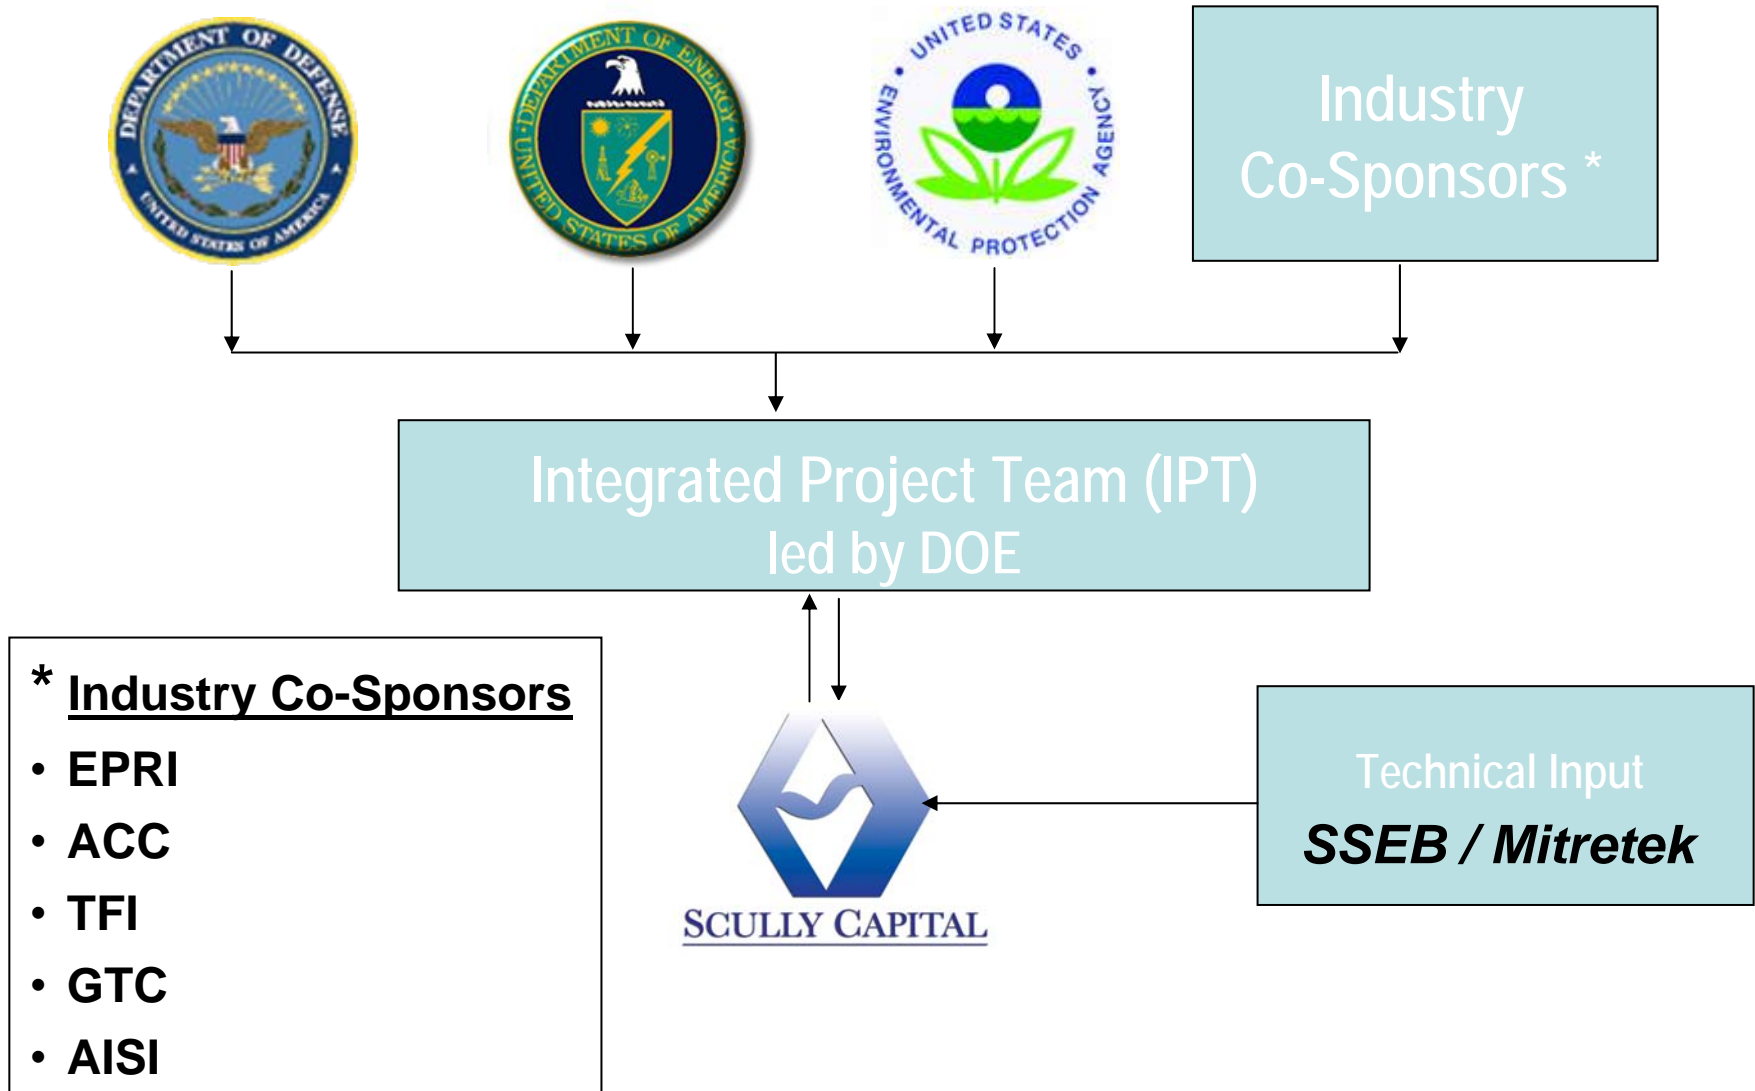 DEPARTMENT OF DEFENSE
UNITED STATES OF AMERICA
DEPARTMENT OF ENERGY
UNITED STATES OF AMERICA
UNITED STATES
ENVIRONMENTAL PROTECTION AGENCY
Industry
Co-Sponsors *
Integrated Project Team (IPT)
led by DOE
* Industry Co-Sponsors
• EPRI
• ACC
• TFI
• GTC
• AISI
SCULLY CAPITAL
Technical Input
SSEB / Mitretek